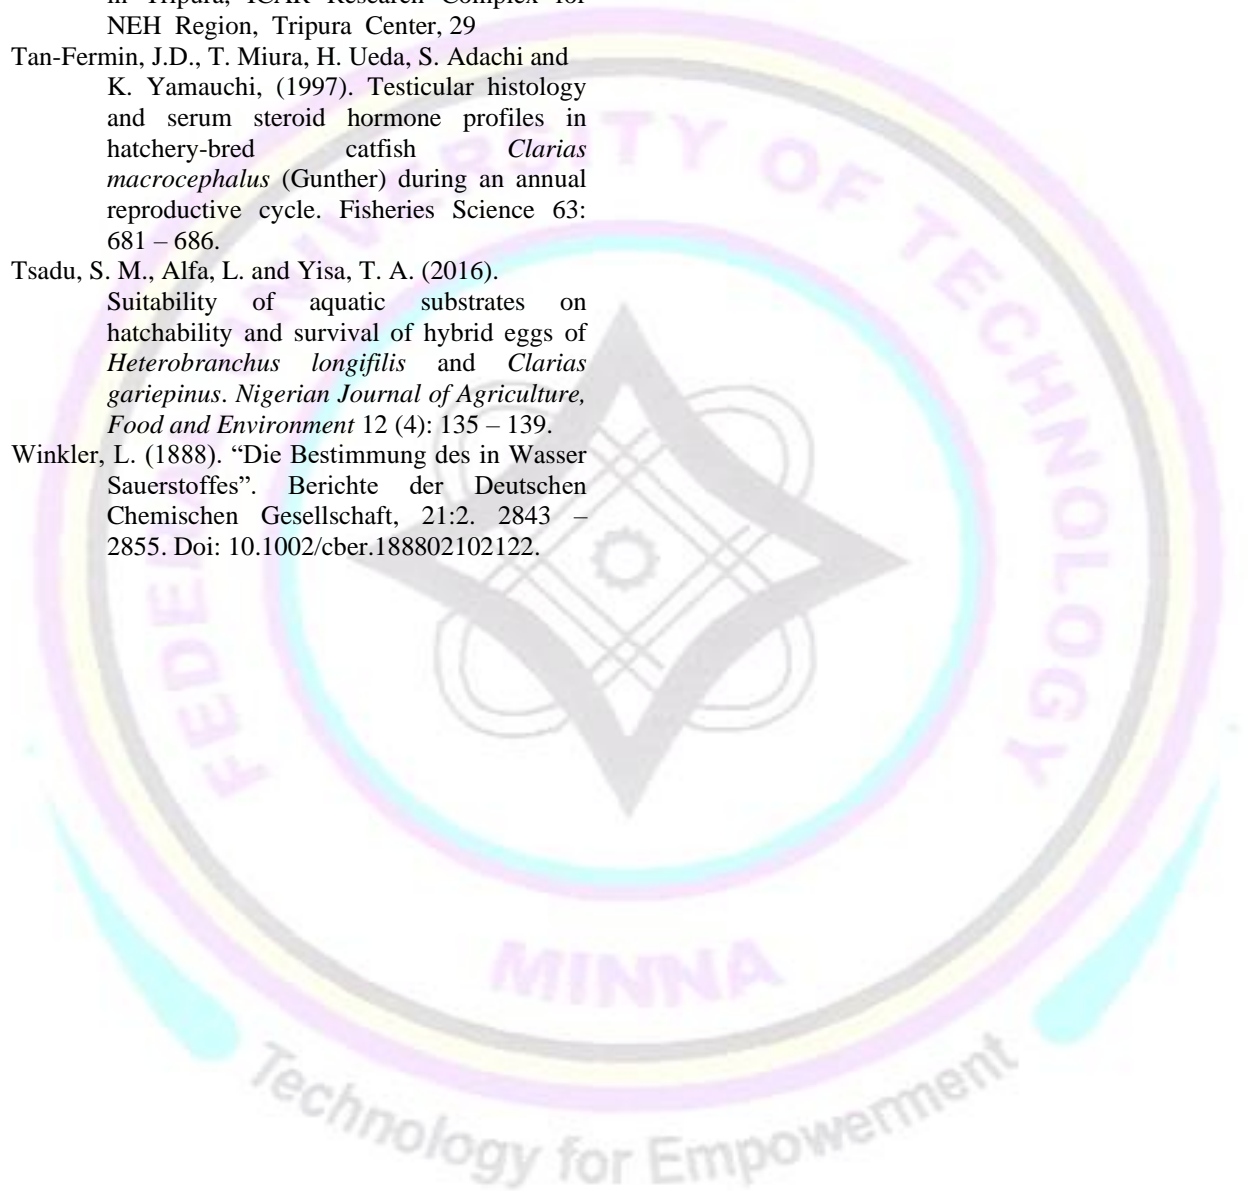 in Tripura, ICAR Research Complex for
NEH Region, Tripura Center, 29
Tan-Fermin, J.D., T. Miura, H. Ueda, S. Adachi and
K. Yamauchi, (1997). Testicular histology
and serum steroid hormone profiles in
hatchery-bred catfish Clarias
macrocephalus (Gunther) during an annual
reproductive cycle. Fisheries Science 63:
681 – 686.
Tsadu, S. M., Alfa, L. and Yisa, T. A. (2016).
Suitability of aquatic substrates on
hatchability and survival of hybrid eggs of
Heterobranchus longifilis and Clarias
gariepinus. Nigerian Journal of Agriculture,
Food and Environment 12 (4): 135 – 139.
Winkler, L. (1888). “Die Bestimmung des in Wasser
Sauerstoffes”. Berichte der Deutschen
Chemischen Gesellschaft, 21:2. 2843 –
2855. Doi: 10.1002/cber.188802102122.
FEDERAL UNIVERSITY OF TECHNOLOGY
MINNA
Technology for Empowerment